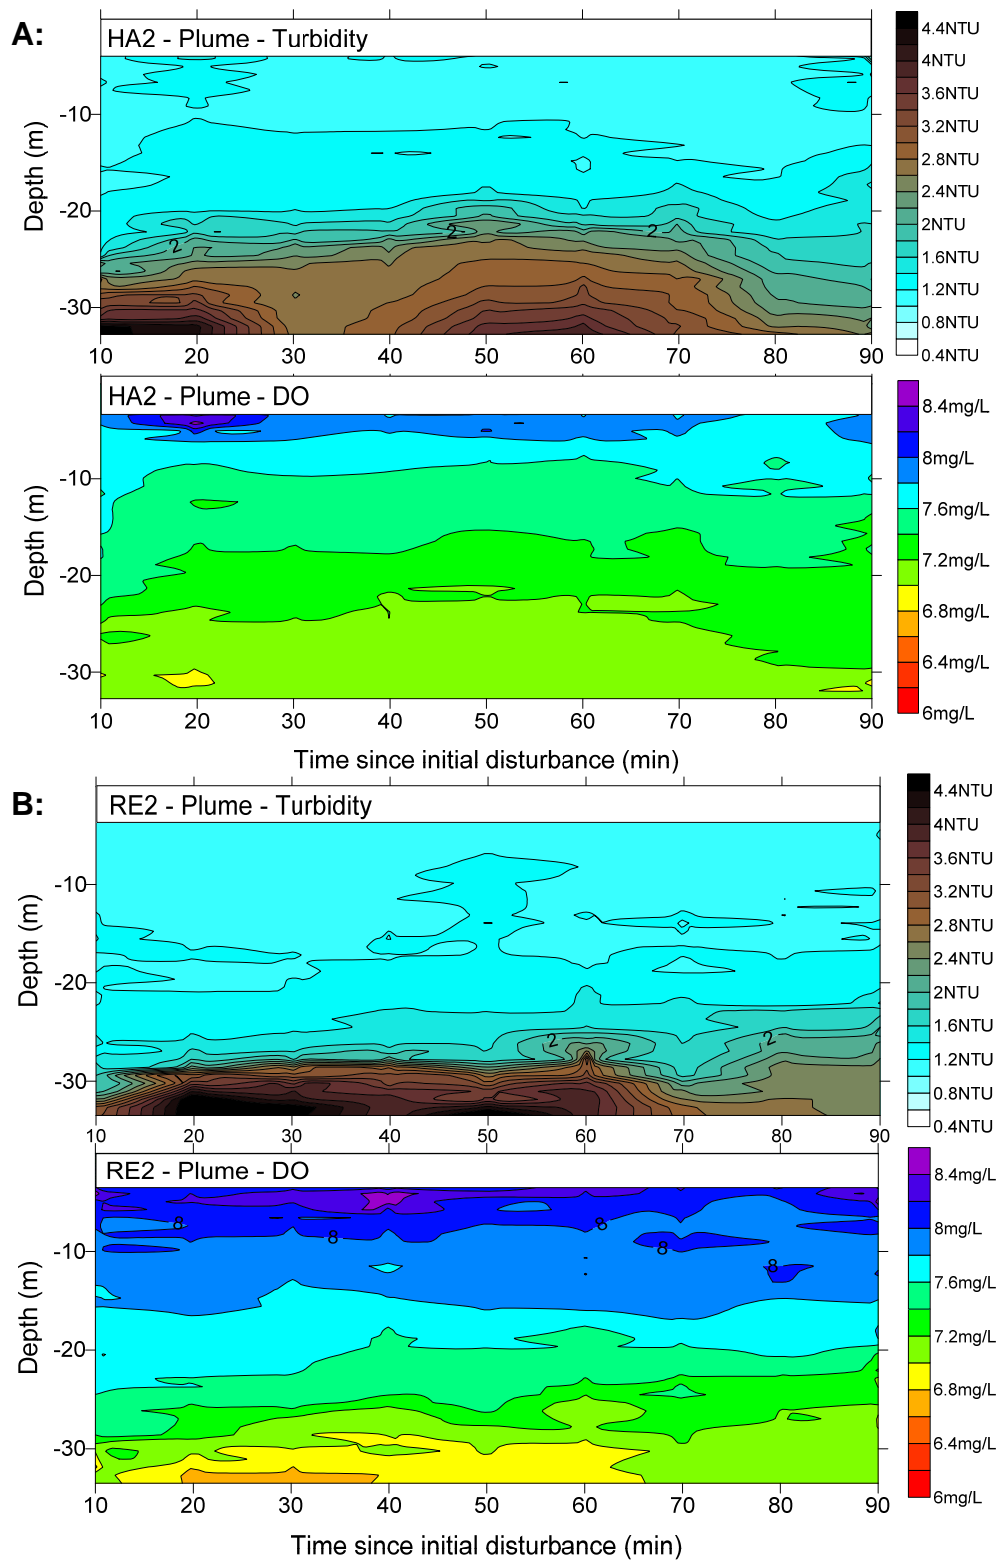 A:
HA2 - Plume - Turbidity
-10
-20
-30
Depth (m)
2
2
2
10 20 30 40 50 60 70 80 90
4.4NTU
4NTU
3.6NTU
3.2NTU
2.8NTU
2.4NTU
2NTU
1.6NTU
1.2NTU
0.8NTU
0.4NTU
HA2 - Plume - DO
-10
-20
-30
Depth (m)
10 20 30 40 50 60 70 80 90
8.4mg/L
8mg/L
7.6mg/L
7.2mg/L
6.8mg/L
6.4mg/L
6mg/L
Time since initial disturbance (min)
B:
RE2 - Plume - Turbidity
-10
-20
-30
Depth (m)
2
2
10 20 30 40 50 60 70 80 90
4.4NTU
4NTU
3.6NTU
3.2NTU
2.8NTU
2.4NTU
2NTU
1.6NTU
1.2NTU
0.8NTU
0.4NTU
RE2 - Plume - DO
-10
-20
-30
Depth (m)
8
8
8
8
8
10 20 30 40 50 60 70 80 90
8.4mg/L
8mg/L
7.6mg/L
7.2mg/L
6.8mg/L
6.4mg/L
6mg/L
Time since initial disturbance (min)